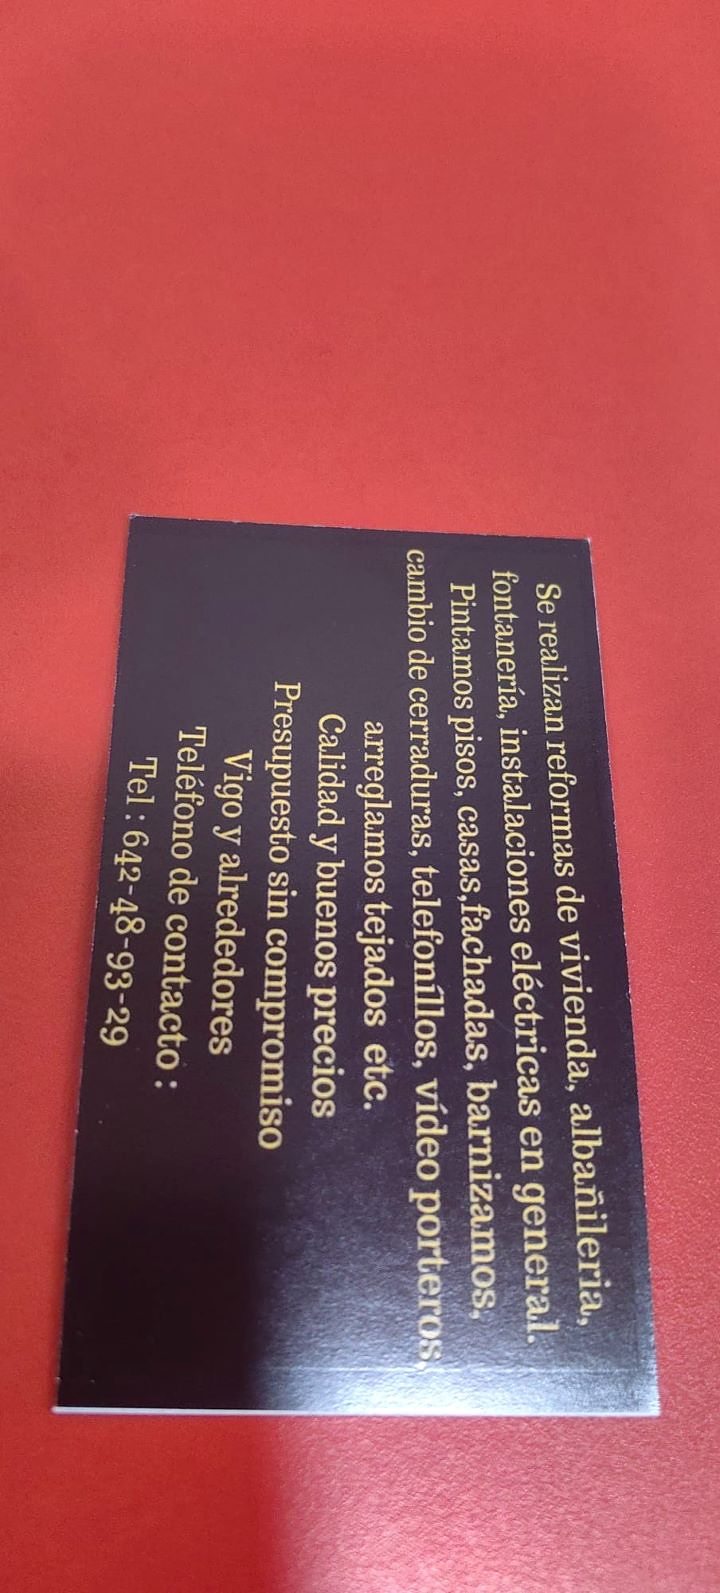 Se realizan reformas de vivienda, albañileria,
fontanería, instalaciones eléctricas en general.
Pintamos pisos, casas,fachadas, barnizamos,
cambio de cerraduras, telefoníllos, vídeo porteros,
arreglamos tejados etc.
Calidad y buenos precios
Presupuesto sin compromiso
Vigo y alrededores
Teléfono de contacto :
Tel : 642-48-93-29